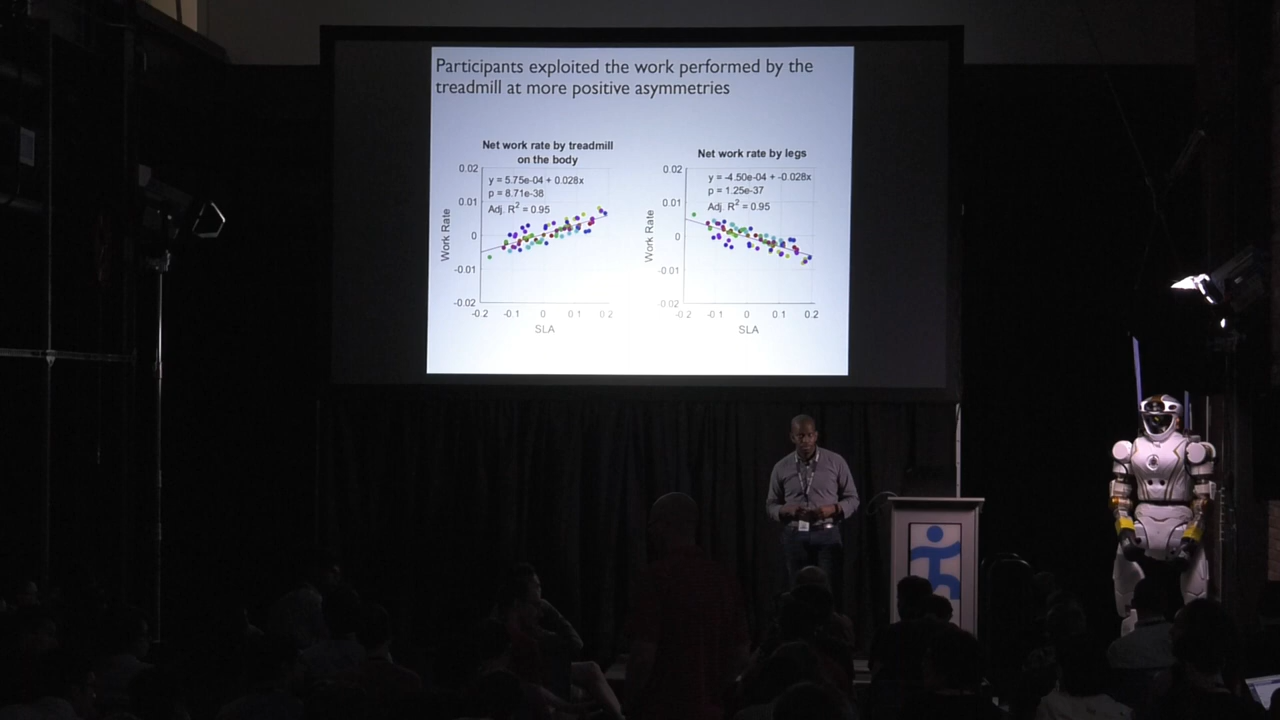 Participants exploited the work performed by the
treadmill at more positive asymmetries
Net work rate by treadmill
on the body
0.02
0.01
0
-0.01
-0.02
Work Rate
y = 5.75e-04 + 0.028x
p = 8.71e-38
Adj. R² = 0.95
-0.2 -0.1 0 0.1 0.2
SLA
Net work rate by legs
0.02
0.01
0
-0.01
-0.02
Work Rate
y = -4.50e-04 + -0.028x
p = 1.25e-37
Adj. R² = 0.95
-0.2 -0.1 0 0.1 0.2
SLA